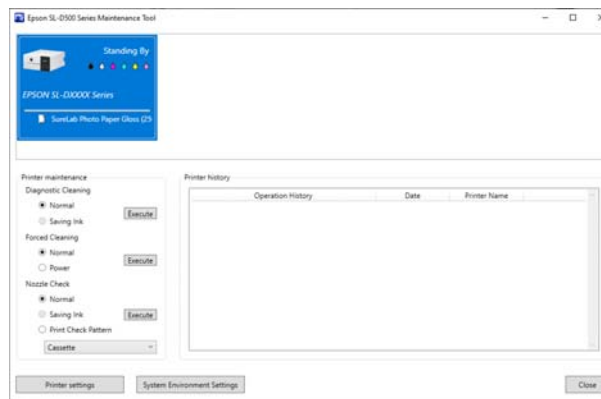 Epson SL-D500 Series Maintenance Tool
Standing By
EPSON SL-DXXXX Series
SureLab Photo Paper Gloss (25
Printer maintenance
Diagnostic Cleaning
Normal
Saving Ink
Execute
Forced Cleaning
Normal
Power
Execute
Nozzle Check
Normal
Saving Ink
Execute
Print Check Pattern
Cassette
Printer history
Operation History Date Printer Name
Printer settings System Environment Settings Close